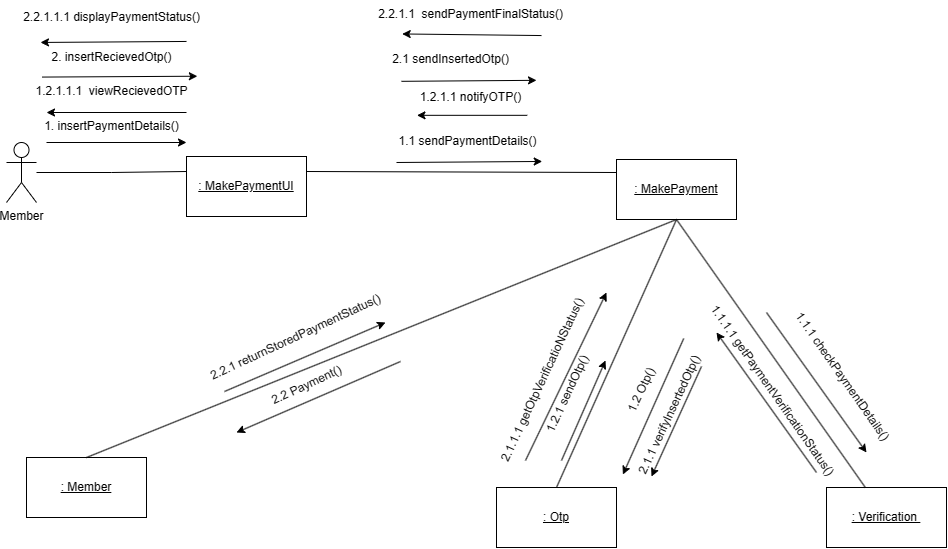 2.2.1.1.1 displayPaymentStatus()
2.2.1.1 sendPaymentFinalStatus()
2. insertRecievedOtp()
2.1 sendInsertedOtp()
1.2.1.1.1 viewRecievedOTP
1.2.1.1 notifyOTP()
1. insertPaymentDetails()
1.1 sendPaymentDetails()
: MakePaymentUI
: MakePayment
Member
2.2.1 returnStoredPaymentStatus()
2.2 Payment()
2.1.1.1 getOtpVerificatioNStatus()
1.2.1 sendOtp()
1.2 Otp()
2.1.1 verifyInsertedOtp()
1.1.1.1 getPaymentVerificationStatus()
1.1.1 checkPaymentDetails()
: Member
: Otp
: Verification